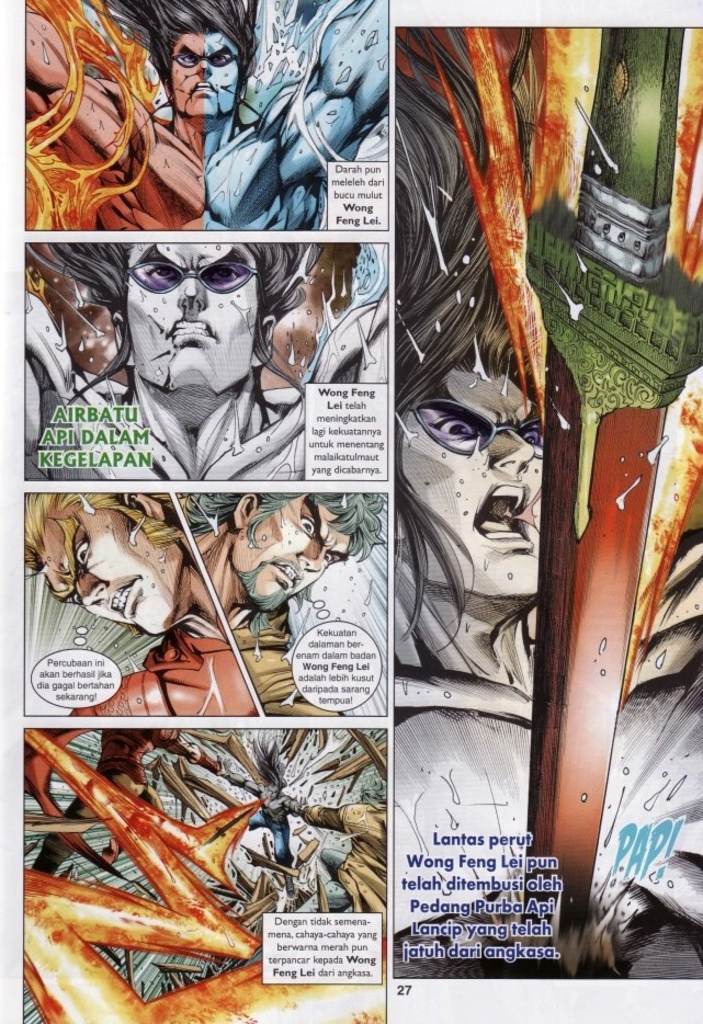 Darah pun
meleleh dari
bucu mulut
Wong
Feng Lei.
AIRBATU
API DALAM
KEGELAPAN
Wong Feng
Lei telah
meningkatkan
lagi kekuatannya
untuk menentang
malaikatulmaut
yang dicabarnya.
Percubaan ini
akan berhasil jika
dia gagal bertahan
sekarang!
Kekuatan
dalaman ber-
enam dalam badan
Wong Feng Lei
adalah lebih kusut
daripada sarang
tempua!
Dengan tidak semena-
mena, cahaya-cahaya yang
berwarna merah pun
terpancar kepada Wong
Feng Lei dari angkasa.
Lantas perut
Wong Feng Lei pun
telah ditembusi oleh
Pedang Purba Api
Lancip yang telah
jatuh dari angkasa.
PAP!
27